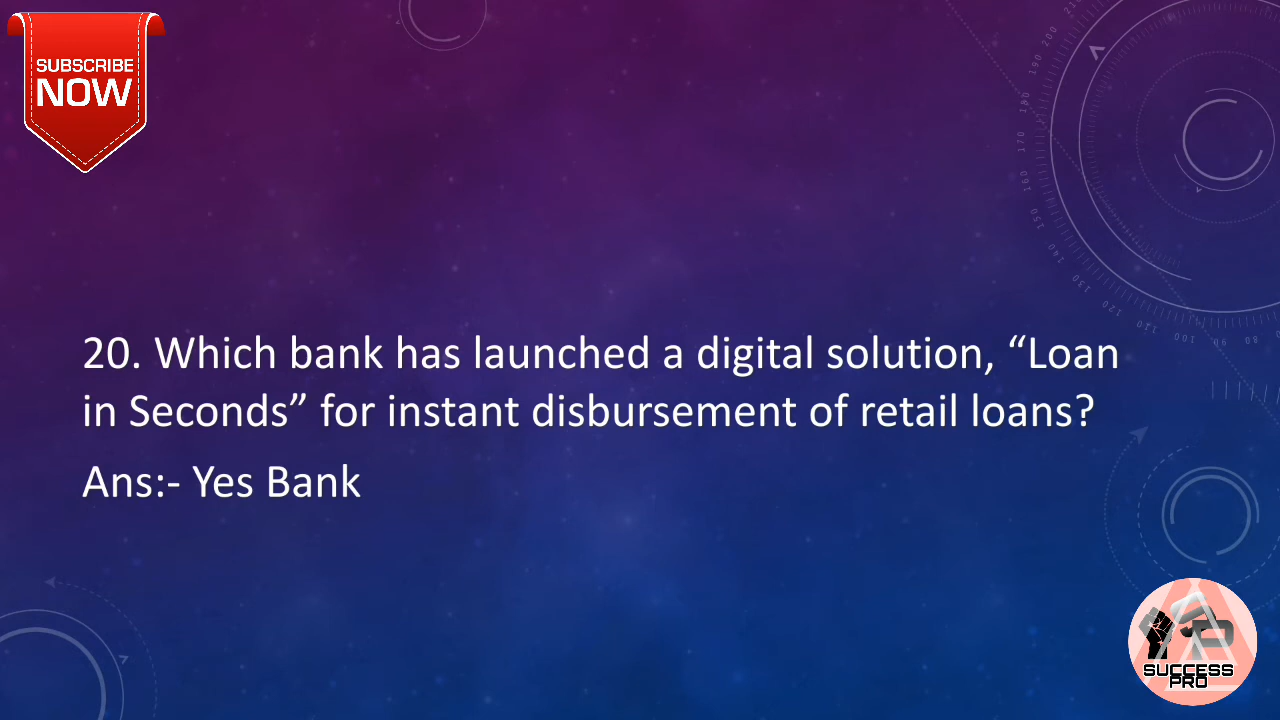 SUBSCRIBE
NOW
20. Which bank has launched a digital solution, “Loan
in Seconds” for instant disbursement of retail loans?
Ans:- Yes Bank
SUCCESS
PRO